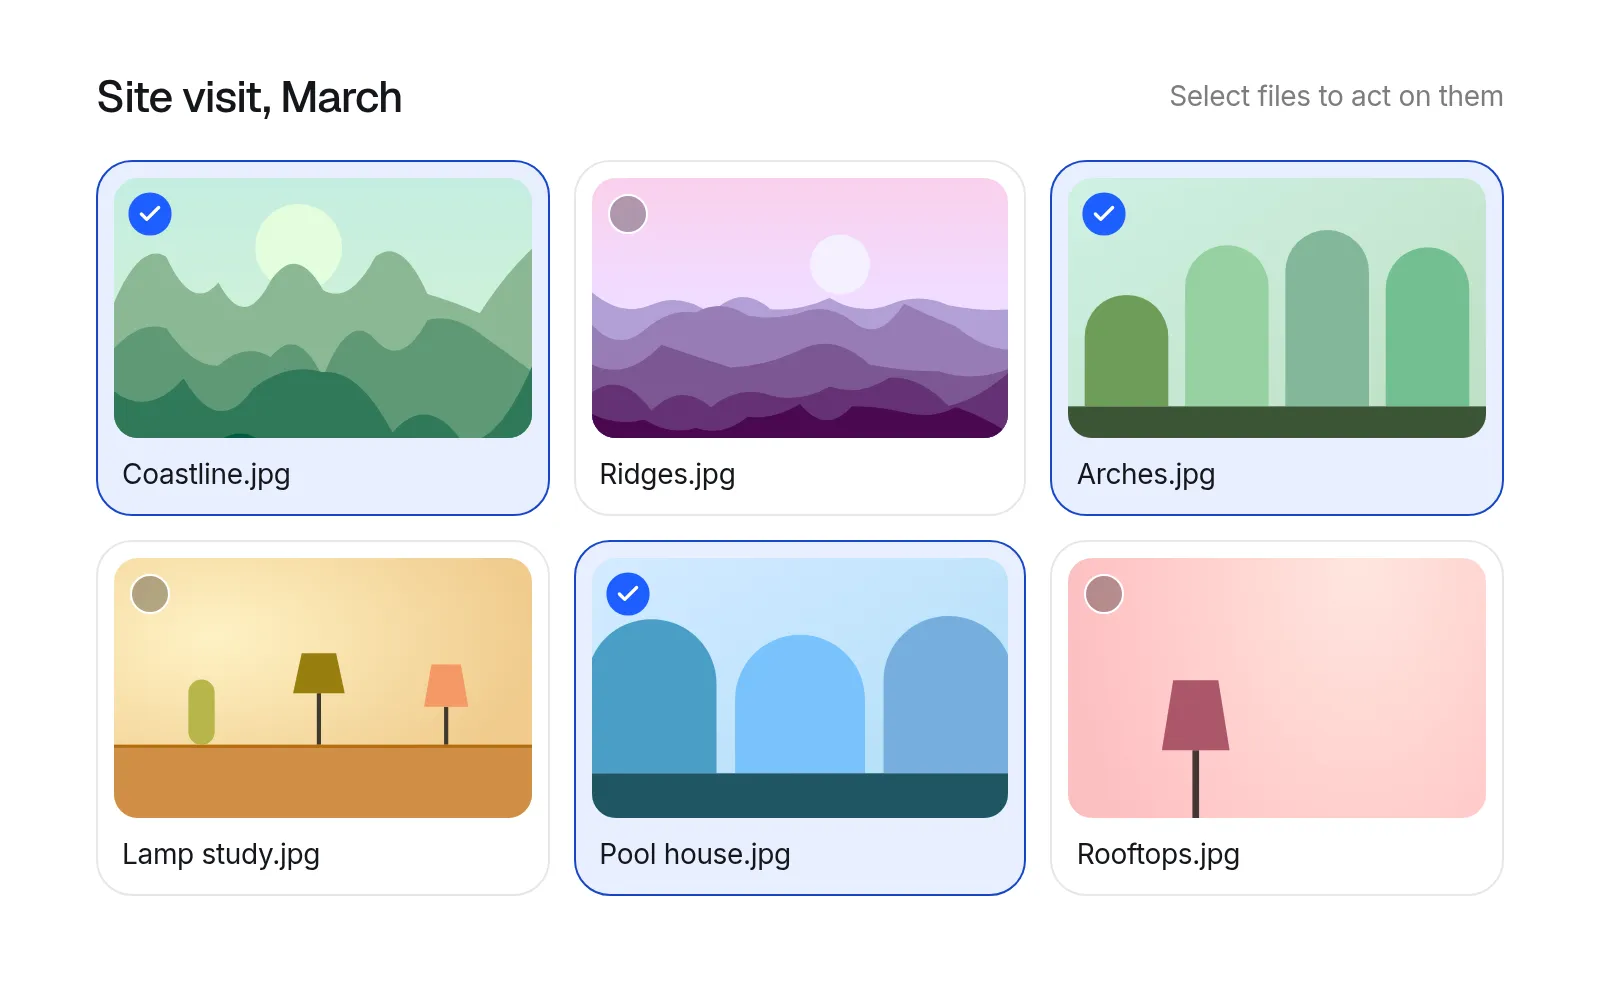 Site visit, March
Select files to act on them
Coastline.jpg
Ridges.jpg
Arches.jpg
Lamp study.jpg
Pool house.jpg
Rooftops.jpg